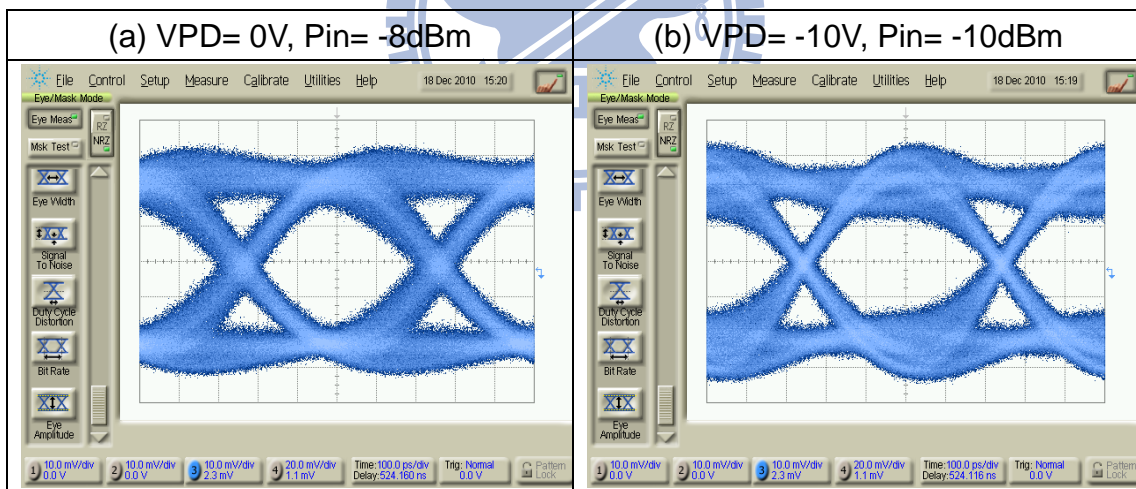 (a) VPD= 0V, Pin= -8dBm
File Control Setup Measure Calibrate Utilities Help 18 Dec 2010 15:20
Eye/Mask Mode
Eye Meas
RZ
NRZ
Msk Test
Eye Width
Signal
To Noise
Duty Cycle
Distortion
Bit Rate
Eye
Amplitude
1 10.0 mV/div
0.0 V
2 10.0 mV/div
0.0 V
3 10.0 mV/div
2.3 mV
4 20.0 mV/div
1.1 mV
Time:100.0 ps/div
Delay:524.160 ns
Trig: Normal
0.0 V
Pattern
Lock
(b) VPD= -10V, Pin= -10dBm
File Control Setup Measure Calibrate Utilities Help 18 Dec 2010 15:19
Eye/Mask Mode
Eye Meas
RZ
NRZ
Msk Test
Eye Width
Signal
To Noise
Duty Cycle
Distortion
Bit Rate
Eye
Amplitude
1 10.0 mV/div
0.0 V
2 10.0 mV/div
0.0 V
3 10.0 mV/div
2.3 mV
4 20.0 mV/div
1.1 mV
Time:100.0 ps/div
Delay:524.116 ns
Trig: Normal
0.0 V
Pattern
Lock